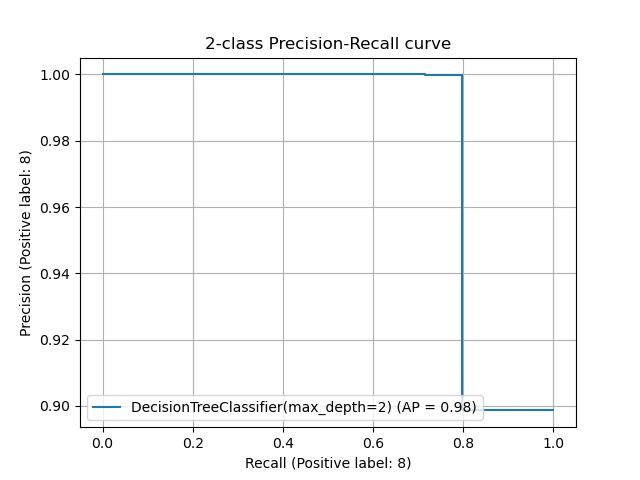 2-class Precision-Recall curve
1.00
0.98
0.96
0.94
0.92
0.90
Precision (Positive label: 8)
DecisionTreeClassifier(max_depth=2) (AP = 0.98)
0.0 0.2 0.4 0.6 0.8 1.0
Recall (Positive label: 8)